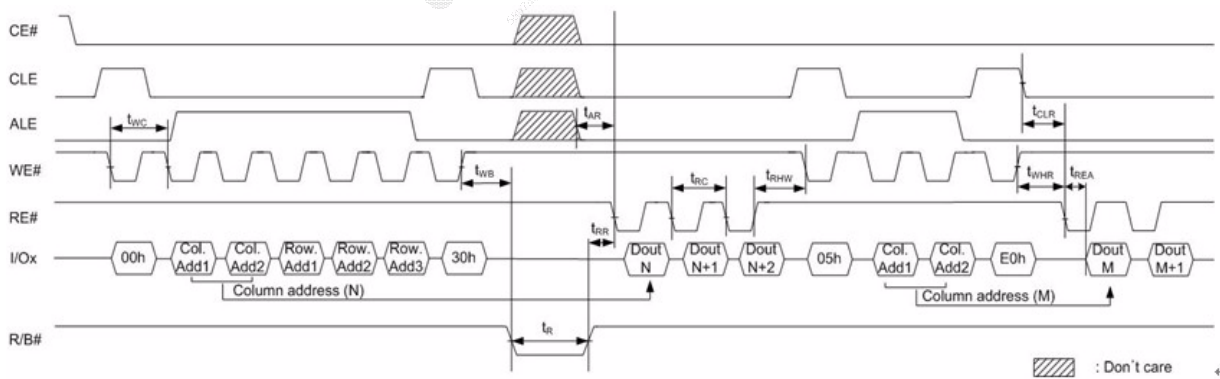 CE#
CLE
ALE
tAR
tCLR
tWC
WE#
tWB
tRC
tRHW
tWHR
tREA
RE#
tRR
I/Ox
00h
Col. Add1
Col. Add2
Row. Add1
Row. Add2
Row. Add3
30h
Dout N
Dout N+1
Dout N+2
05h
Col. Add1
Col. Add2
E0h
Dout M
Dout M+1
Column address (N)
Column address (M)
R/B#
tR
: Don´t care